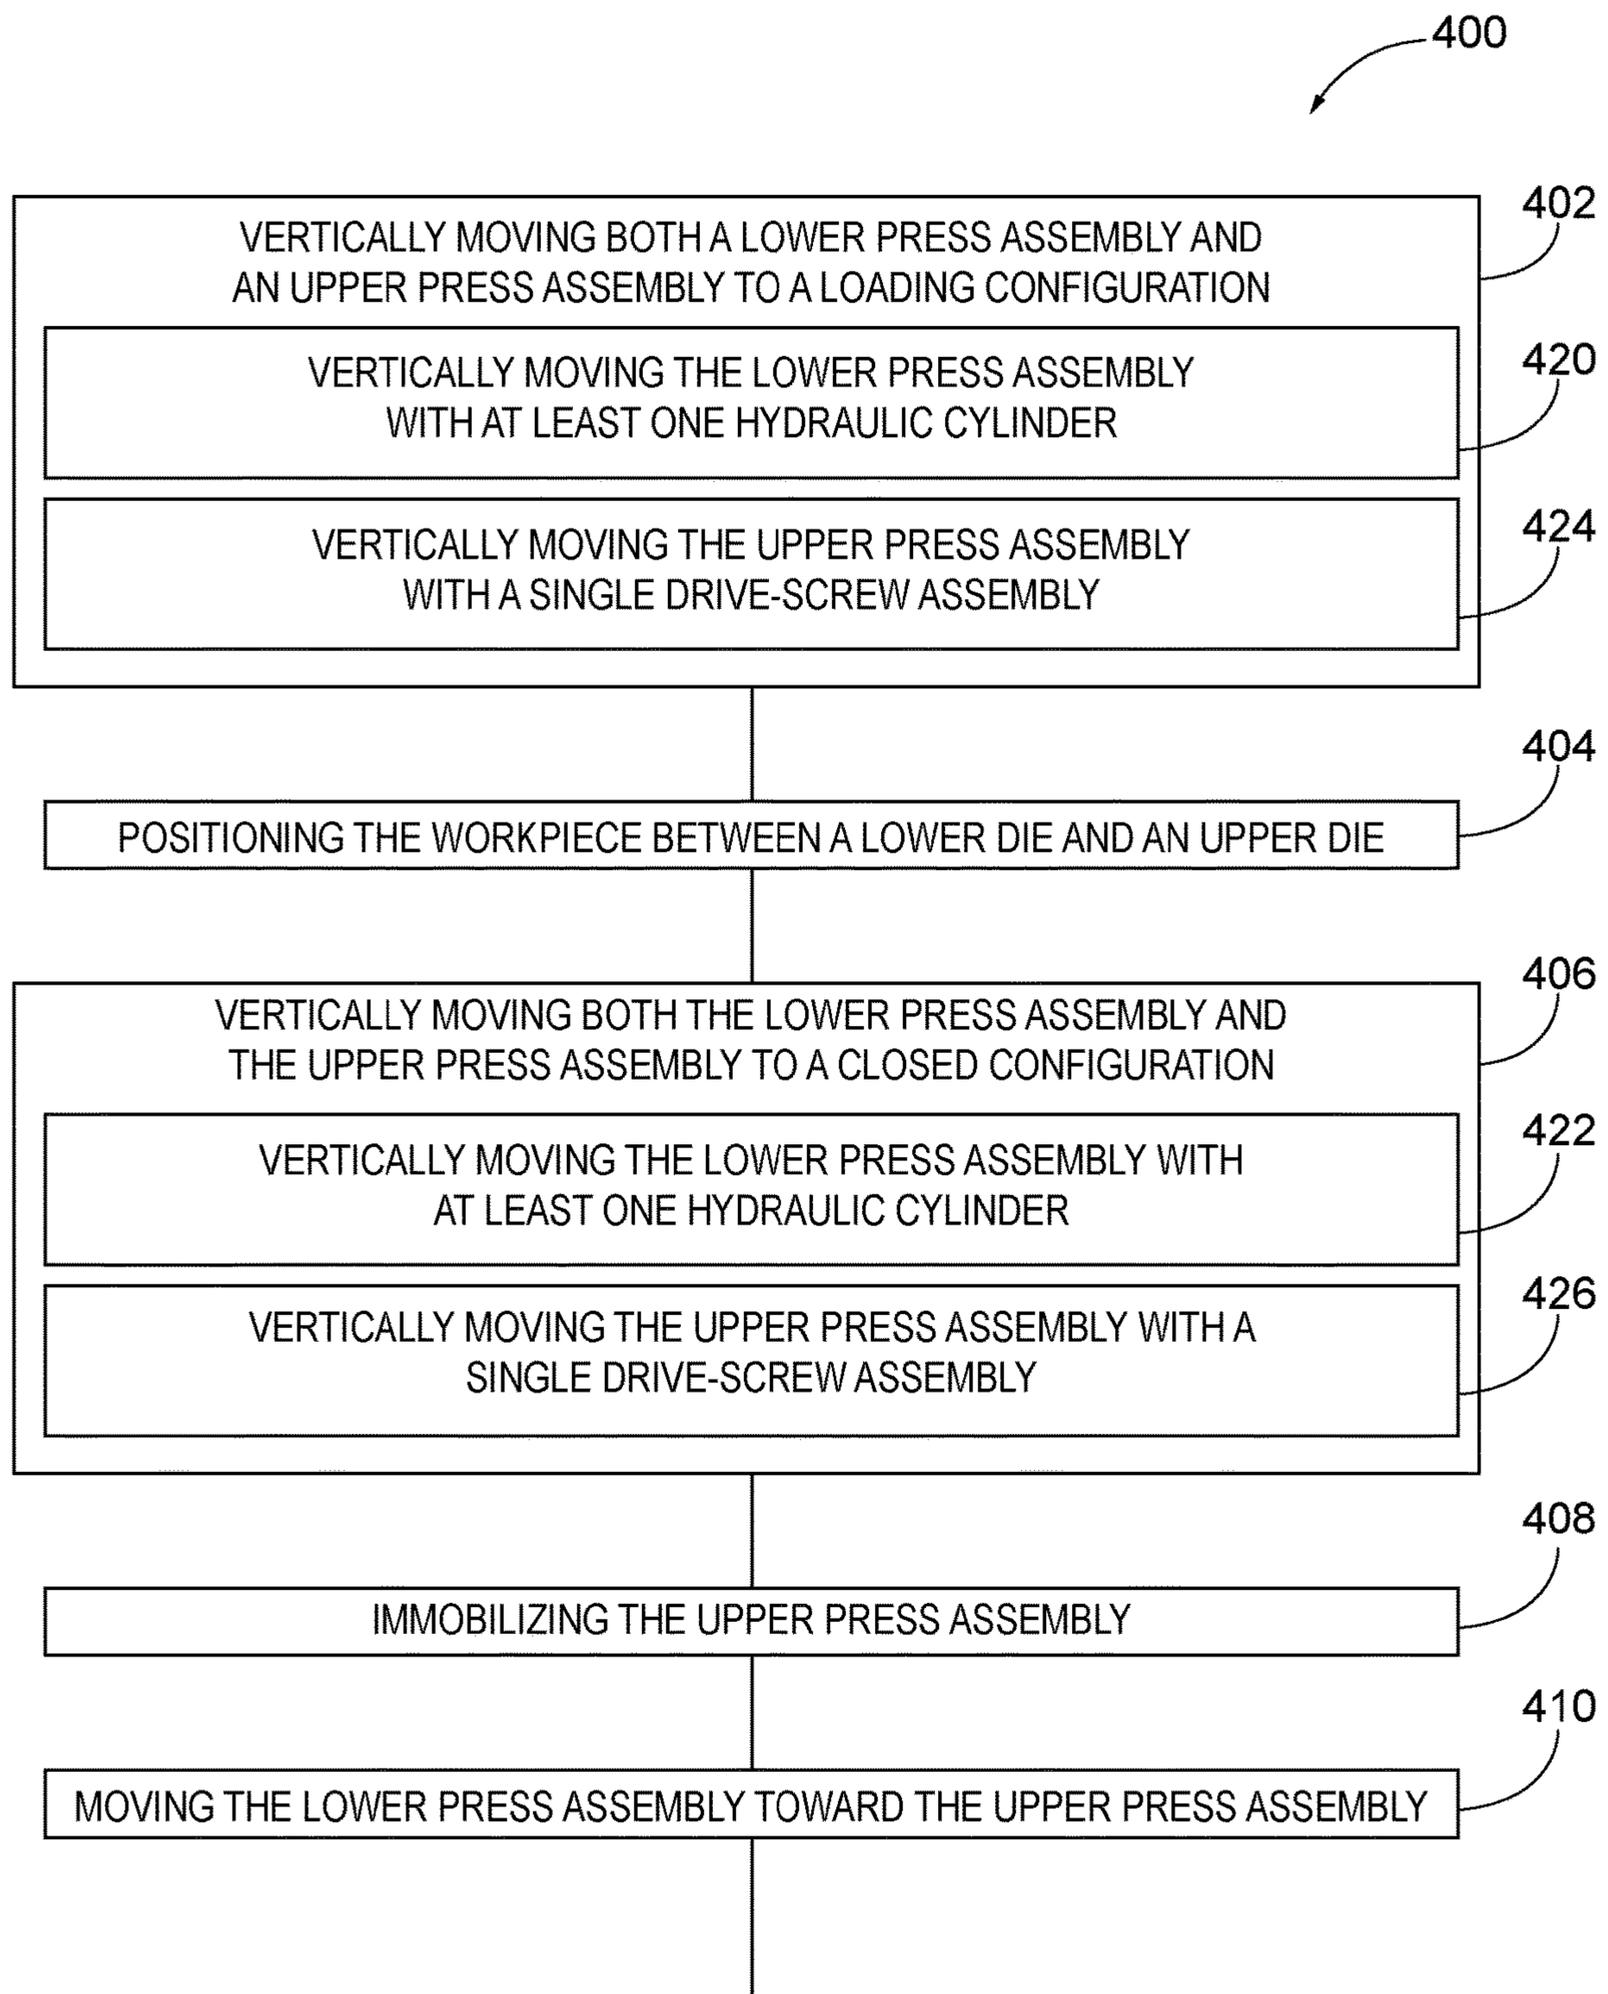 400
402
VERTICALLY MOVING BOTH A LOWER PRESS ASSEMBLY AND
AN UPPER PRESS ASSEMBLY TO A LOADING CONFIGURATION
420
VERTICALLY MOVING THE LOWER PRESS ASSEMBLY
WITH AT LEAST ONE HYDRAULIC CYLINDER
424
VERTICALLY MOVING THE UPPER PRESS ASSEMBLY
WITH A SINGLE DRIVE-SCREW ASSEMBLY
404
POSITIONING THE WORKPIECE BETWEEN A LOWER DIE AND AN UPPER DIE
406
VERTICALLY MOVING BOTH THE LOWER PRESS ASSEMBLY AND
THE UPPER PRESS ASSEMBLY TO A CLOSED CONFIGURATION
422
VERTICALLY MOVING THE LOWER PRESS ASSEMBLY WITH
AT LEAST ONE HYDRAULIC CYLINDER
426
VERTICALLY MOVING THE UPPER PRESS ASSEMBLY WITH A
SINGLE DRIVE-SCREW ASSEMBLY
408
IMMOBILIZING THE UPPER PRESS ASSEMBLY
410
MOVING THE LOWER PRESS ASSEMBLY TOWARD THE UPPER PRESS ASSEMBLY